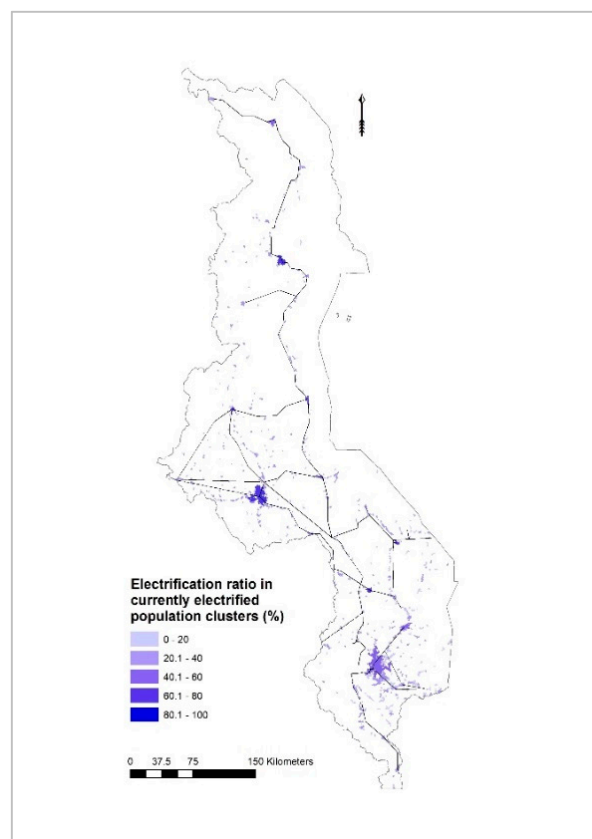 Electrification ratio in
currently electrified
population clusters (%)
0 - 20
20.1 - 40
40.1 - 60
60.1 - 80
80.1 - 100
0 37.5 75 150 Kilometers